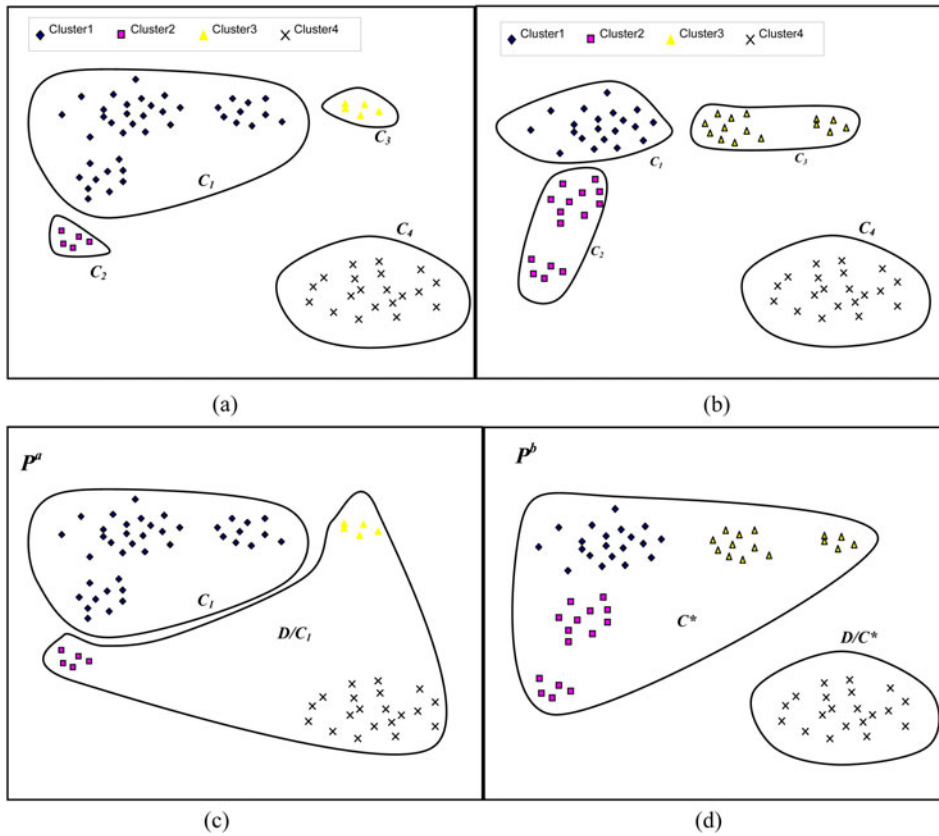 Cluster1 Cluster2 Cluster3 Cluster4
C3
C1
C4
C2
(a)
Cluster1 Cluster2 Cluster3 Cluster4
C1
C3
C4
C2
(b)
Pᵃ
C1
D/C1
(c)
Pᵇ
C*
D/C*
(d)